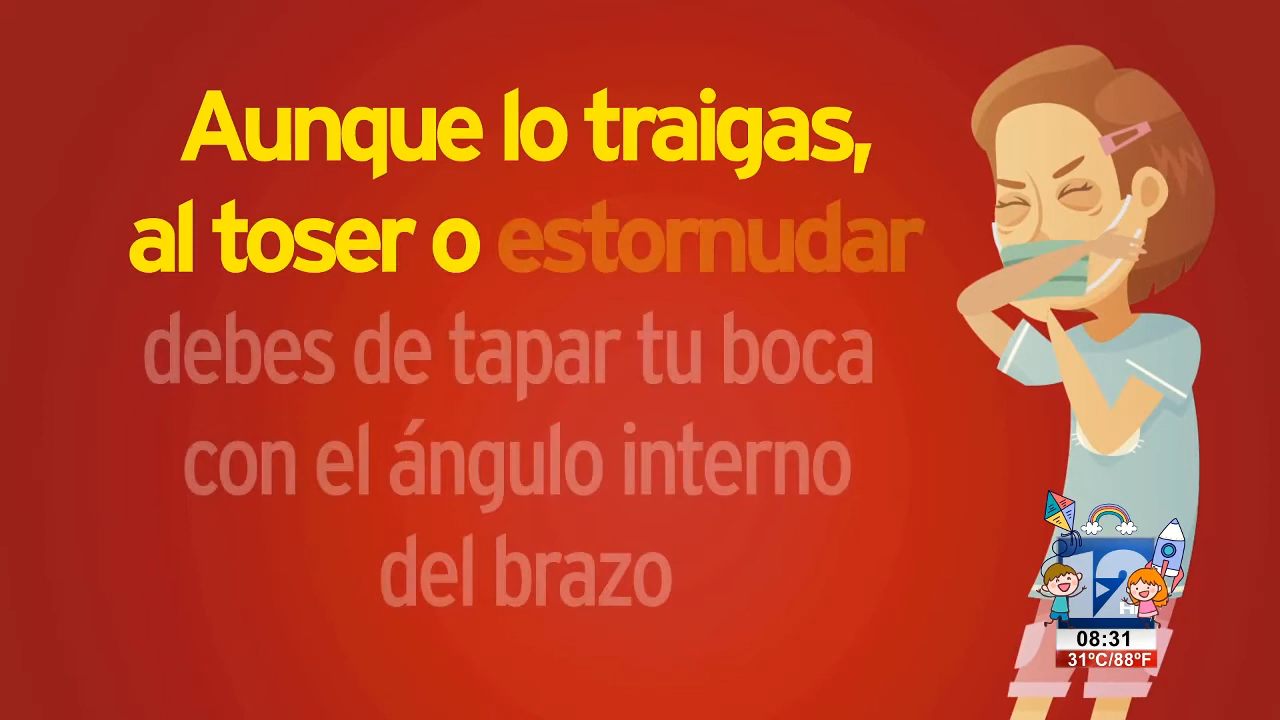 Aunque lo traigas,
al toser o estornudar
debes de tapar tu boca
con el ángulo interno
del brazo
12
08:31
31°C/88°F